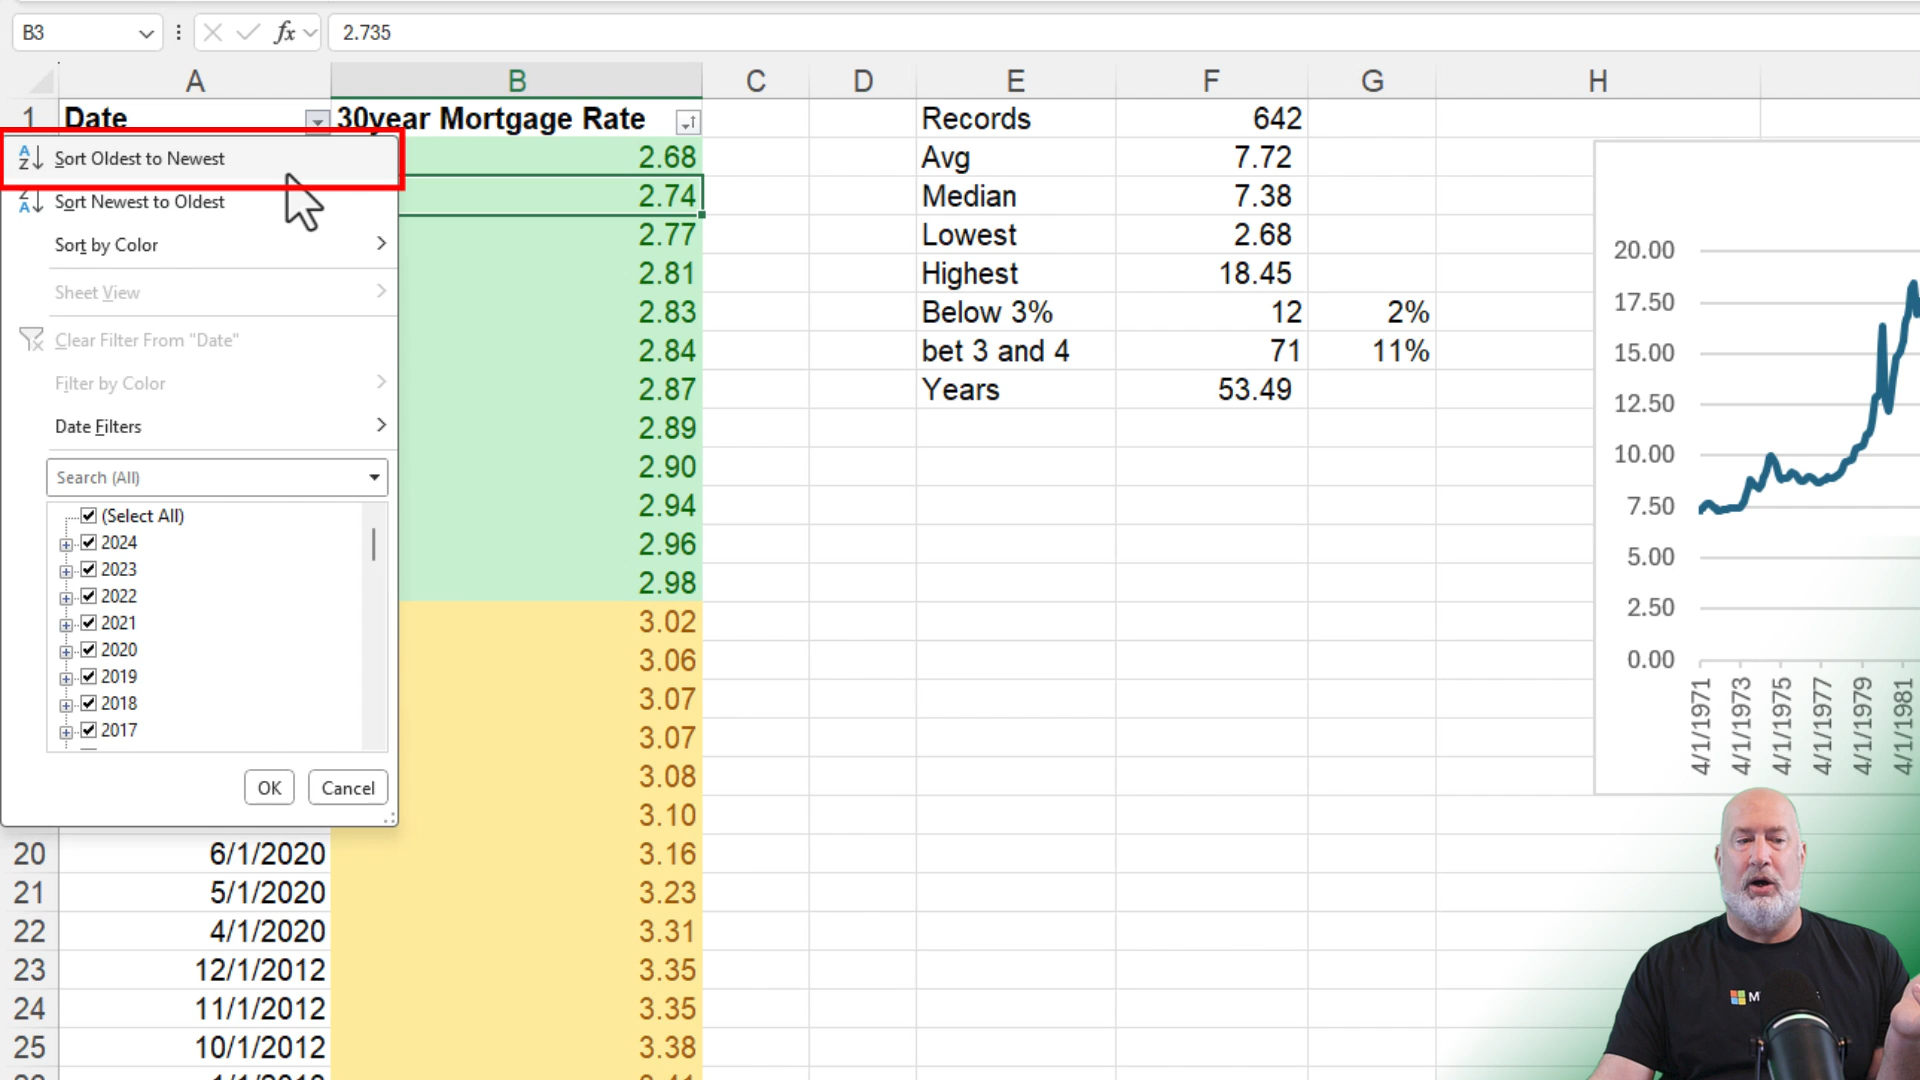 B3
fx
2.735
A B C D E F G H
1 Date 30year Mortgage Rate Records 642
Sort Oldest to Newest 2.68 Avg 7.72
Sort Newest to Oldest 2.74 Median 7.38
Sort by Color 2.77 Lowest 2.68
Sheet View 2.81 Highest 18.45
2.83 Below 3% 12 2%
Clear Filter From "Date" 2.84 bet 3 and 4 71 11%
Filter by Color 2.87 Years 53.49
Date Filters 2.89
Search (All) 2.90
(Select All) 2.94
2024 2.96
2023
2022 2.98
2021 3.02
2020 3.06
2019
2018 3.07
2017 3.07
OK Cancel 3.08
3.10
20 6/1/2020 3.16
21 5/1/2020 3.23
22 4/1/2020 3.31
23 12/1/2012 3.35
24 11/1/2012 3.35
25 10/1/2012 3.38
20.00
17.50
15.00
12.50
10.00
7.50
5.00
2.50
0.00
4/1/1971
4/1/1973
4/1/1975
4/1/1977
4/1/1979
4/1/1981